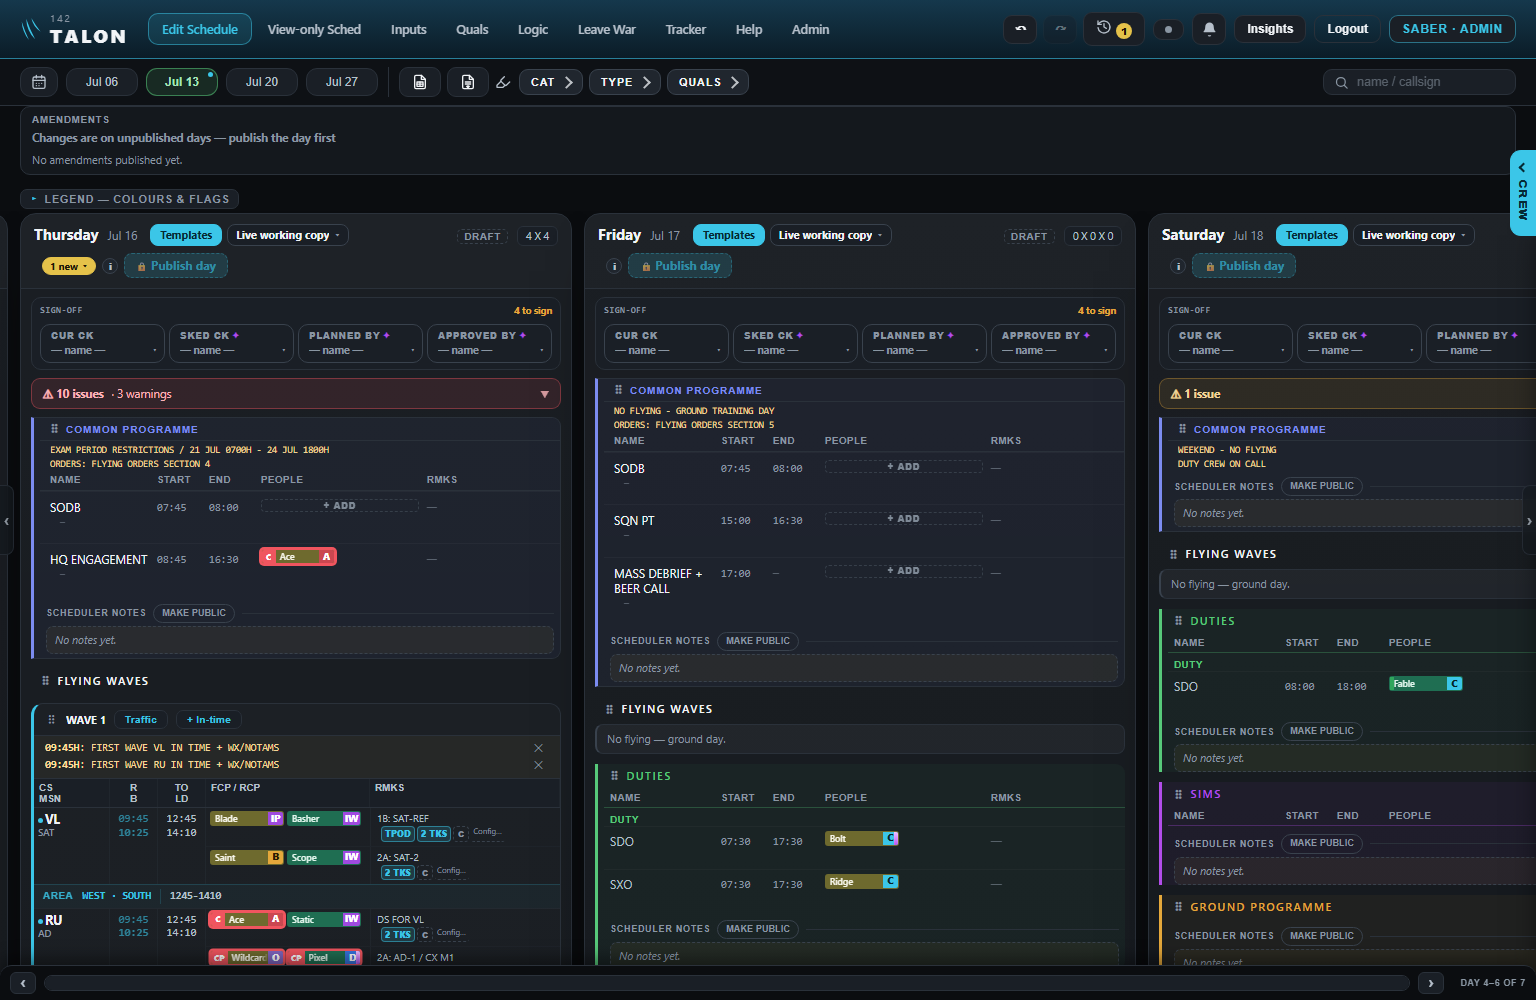 142
TALON
Edit Schedule
View-only Sched
Inputs
Quals
Logic
Leave War
Tracker
Help
Admin
1
Insights
Logout
SABER · ADMIN
Jul 06
Jul 13
Jul 20
Jul 27
CAT
TYPE
QUALS
name / callsign
AMENDMENTS
Changes are on unpublished days — publish the day first
No amendments published yet.
LEGEND — COLOURS & FLAGS
CREW
Thursday Jul 16 Templates Live working copy DRAFT 4X4
1 new i Publish day
SIGN-OFF 4 to sign
CUR CK SKED CK PLANNED BY APPROVED BY
— name — — name — — name — — name —
10 issues · 3 warnings
COMMON PROGRAMME
EXAM PERIOD RESTRICTIONS / 21 JUL 0700H - 24 JUL 1800H
ORDERS: FLYING ORDERS SECTION 4
NAME START END PEOPLE RMKS
SODB 07:45 08:00 + ADD —
—
HQ ENGAGEMENT 08:45 16:30 C Ace A —
—
SCHEDULER NOTES MAKE PUBLIC
No notes yet.
FLYING WAVES
WAVE 1 Traffic + In-time
09:45H: FIRST WAVE VL IN TIME + WX/NOTAMS
09:45H: FIRST WAVE RU IN TIME + WX/NOTAMS
CS R TO FCP / RCP RMKS
MSN B LD
VL 09:45 12:45 Blade IP Basher IW 1B: SAT-REF
SAT 10:25 14:10 TPOD 2 TKS C Config...
Saint B Scope IW 2A: SAT-2
2 TKS C Config...
AREA WEST · SOUTH 1245-1410
RU 09:45 12:45 C Ace A Static IW DS FOR VL
AD 10:25 14:10 2 TKS C Config...
CP Wildcard O CP Pixel D 2A: AD-1 / CX M1
Friday Jul 17 Templates Live working copy DRAFT 0X0X0
i Publish day
SIGN-OFF 4 to sign
CUR CK SKED CK PLANNED BY APPROVED BY
— name — — name — — name — — name —
COMMON PROGRAMME
NO FLYING - GROUND TRAINING DAY
ORDERS: FLYING ORDERS SECTION 5
NAME START END PEOPLE RMKS
SODB 07:45 08:00 + ADD —
—
SQN PT 15:00 16:30 + ADD —
—
MASS DEBRIEF + 17:00 — + ADD —
BEER CALL
—
SCHEDULER NOTES MAKE PUBLIC
No notes yet.
FLYING WAVES
No flying — ground day.
DUTIES
NAME START END PEOPLE RMKS
DUTY
SDO 07:30 17:30 Bolt C —
SXO 07:30 17:30 Ridge C —
SCHEDULER NOTES MAKE PUBLIC
No notes yet.
Saturday Jul 18 Templates Live working copy
i Publish day
SIGN-OFF
CUR CK SKED CK PLANNED BY
— name — — name — — name —
1 issue
COMMON PROGRAMME
WEEKEND - NO FLYING
DUTY CREW ON CALL
SCHEDULER NOTES MAKE PUBLIC
No notes yet.
FLYING WAVES
No flying — ground day.
DUTIES
NAME START END PEOPLE
DUTY
SDO 08:00 18:00 Fable C
SCHEDULER NOTES MAKE PUBLIC
No notes yet.
SIMS
NAME START END PEOPLE
SCHEDULER NOTES MAKE PUBLIC
No notes yet.
GROUND PROGRAMME
SCHEDULER NOTES MAKE PUBLIC
No notes yet.
DAY 4–6 OF 7